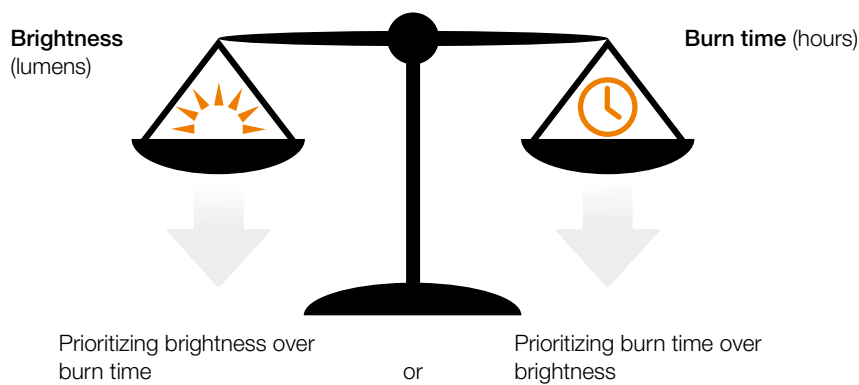 Brightness
(lumens)
Burn time (hours)
Prioritizing brightness over
burn time
or
Prioritizing burn time over
brightness